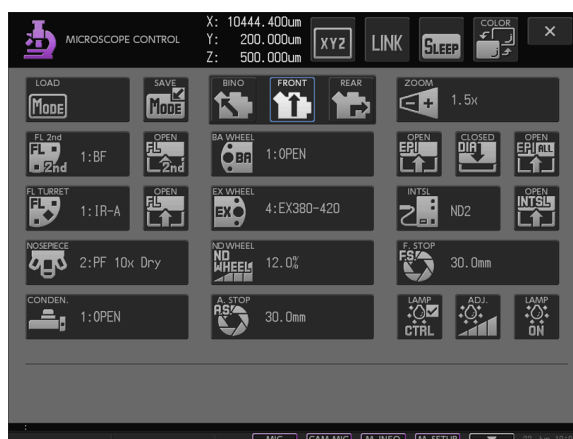 MICROSCOPE CONTROL
X: 10444.400um
Y: 200.000um
Z: 500.000um
XYZ
LINK
SLEEP
COLOR
LOAD
MODE
SAVE
MODE
BINO
FRONT
REAR
ZOOM
1.5x
FL 2nd
FL
2nd
1:BF
OPEN
FL
2nd
BA WHEEL
BA
1:OPEN
OPEN
EPI
CLOSED
DIA
OPEN
EPI ALL
FL TURRET
FL
1:IR-A
OPEN
FL
EX WHEEL
EX
4:EX380-420
INTSL
ND2
OPEN
INTSL
NOSEPIECE
2:PF 10x Dry
ND WHEEL
ND
WHEEL
12.0%
F. STOP
F.S
30.0mm
CONDEN.
1:OPEN
A. STOP
A.S
30.0mm
LAMP
CTRL
ADJ.
LAMP
ON
:
MIC
CAM MIC
M. INFO
M. SETUP